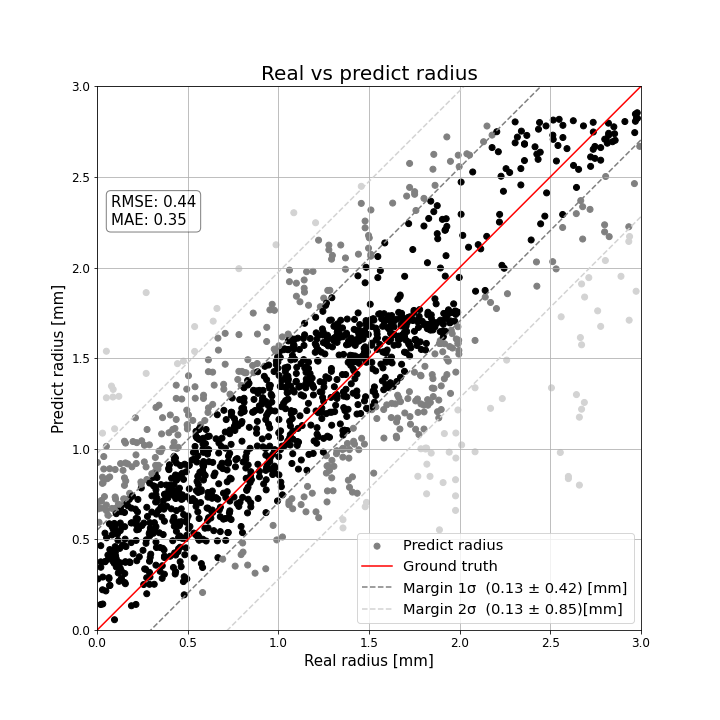 Real vs predict radius
3.0
2.5
2.0
1.5
1.0
0.5
0.0
Predict radius [mm]
RMSE: 0.44
MAE: 0.35
Predict radius
Ground truth
Margin 1σ  (0.13 ± 0.42) [mm]
Margin 2σ  (0.13 ± 0.85)[mm]
0.0 0.5 1.0 1.5 2.0 2.5 3.0
Real radius [mm]